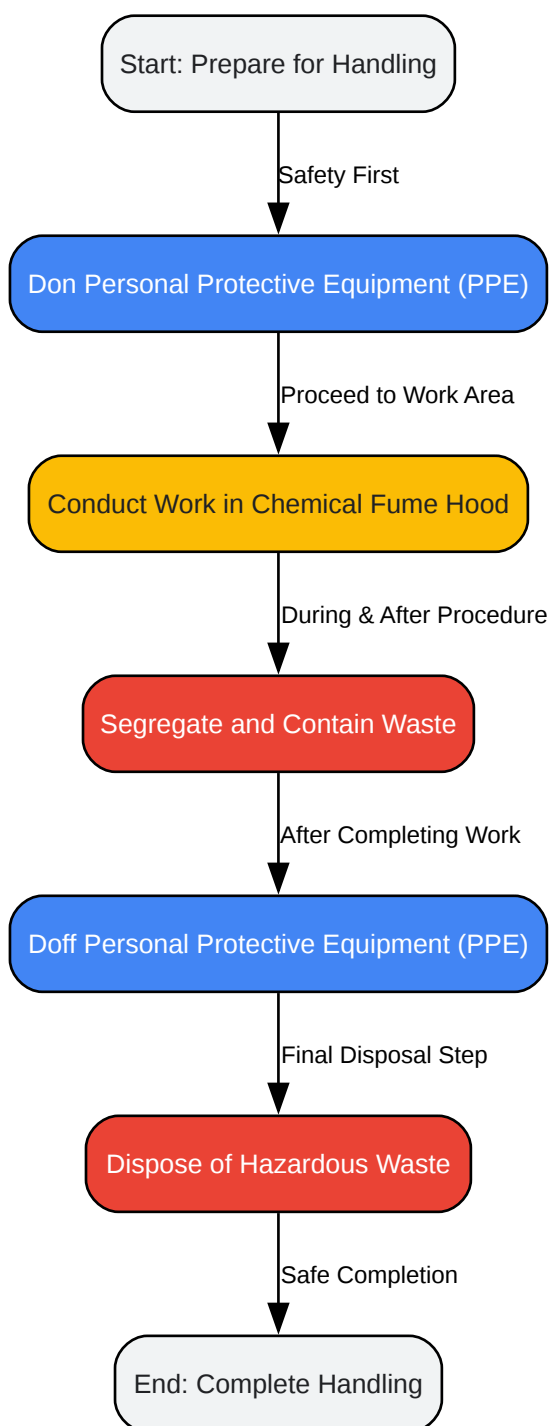 Start: Prepare for Handling
Safety First
Don Personal Protective Equipment (PPE)
Proceed to Work Area
Conduct Work in Chemical Fume Hood
During & After Procedure
Segregate and Contain Waste
After Completing Work
Doff Personal Protective Equipment (PPE)
Final Disposal Step
Dispose of Hazardous Waste
Safe Completion
End: Complete Handling